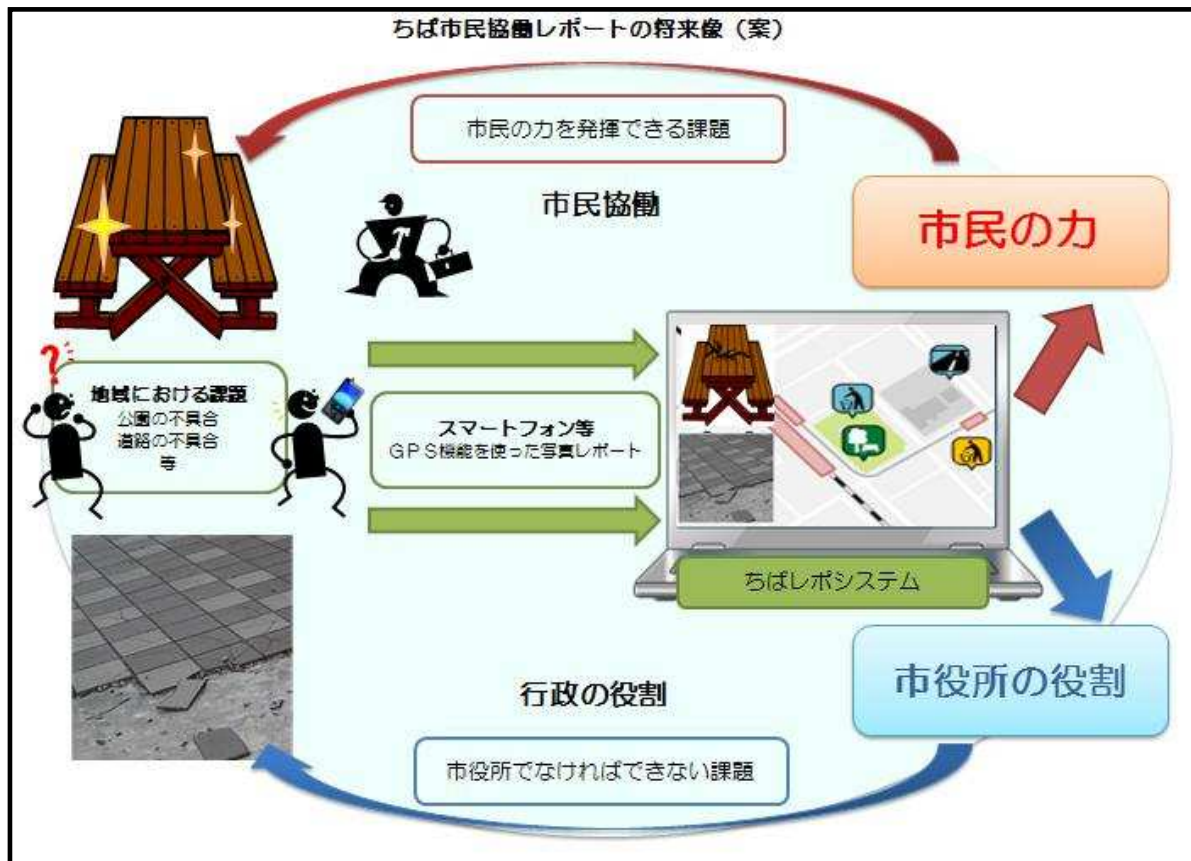 ちば市民協働レポートの将来像（案）
市民の力を発揮できる課題
市民協働
市民の力
?
地域における課題
公園の不具合
道路の不具合
等
スマートフォン等
ＧＰＳ機能を使った写真レポート
ちばレポシステム
市役所の役割
行政の役割
市役所でなければできない課題